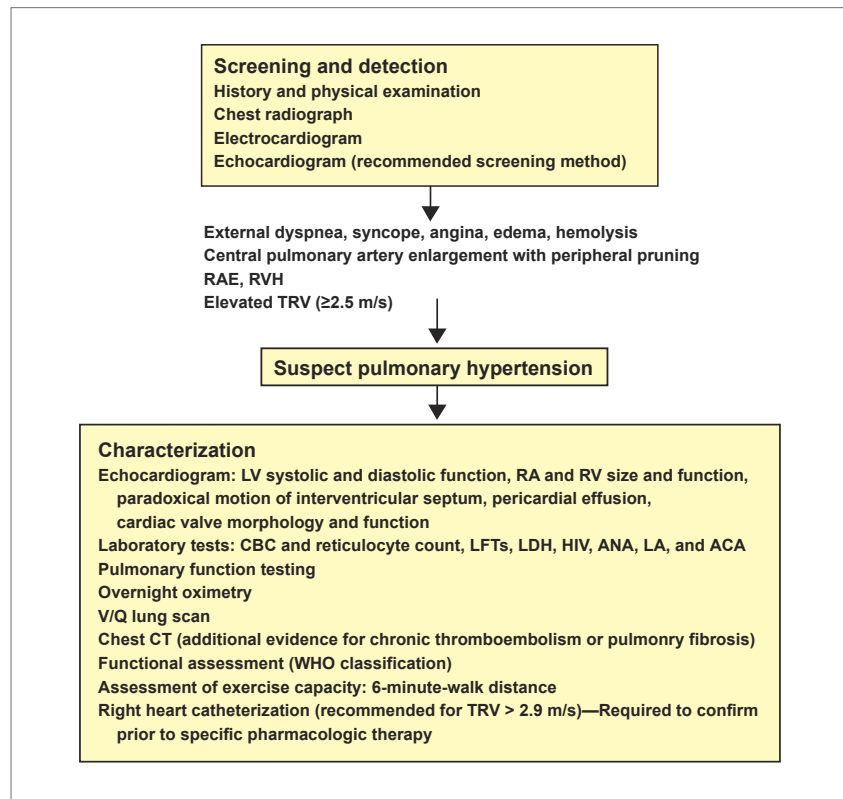 Screening and detection
History and physical examination
Chest radiograph
Electrocardiogram
Echocardiogram (recommended screening method)
External dyspnea, syncope, angina, edema, hemolysis
Central pulmonary artery enlargement with peripheral pruning
RAE, RVH
Elevated TRV (≥2.5 m/s)
Suspect pulmonary hypertension
Characterization
Echocardiogram: LV systolic and diastolic function, RA and RV size and function,
paradoxical motion of interventricular septum, pericardial effusion,
cardiac valve morphology and function
Laboratory tests: CBC and reticulocyte count, LFTs, LDH, HIV, ANA, LA, and ACA
Pulmonary function testing
Overnight oximetry
V/Q lung scan
Chest CT (additional evidence for chronic thromboembolism or pulmonry fibrosis)
Functional assessment (WHO classification)
Assessment of exercise capacity: 6-minute-walk distance
Right heart catheterization (recommended for TRV > 2.9 m/s)—Required to confirm
prior to specific pharmacologic therapy